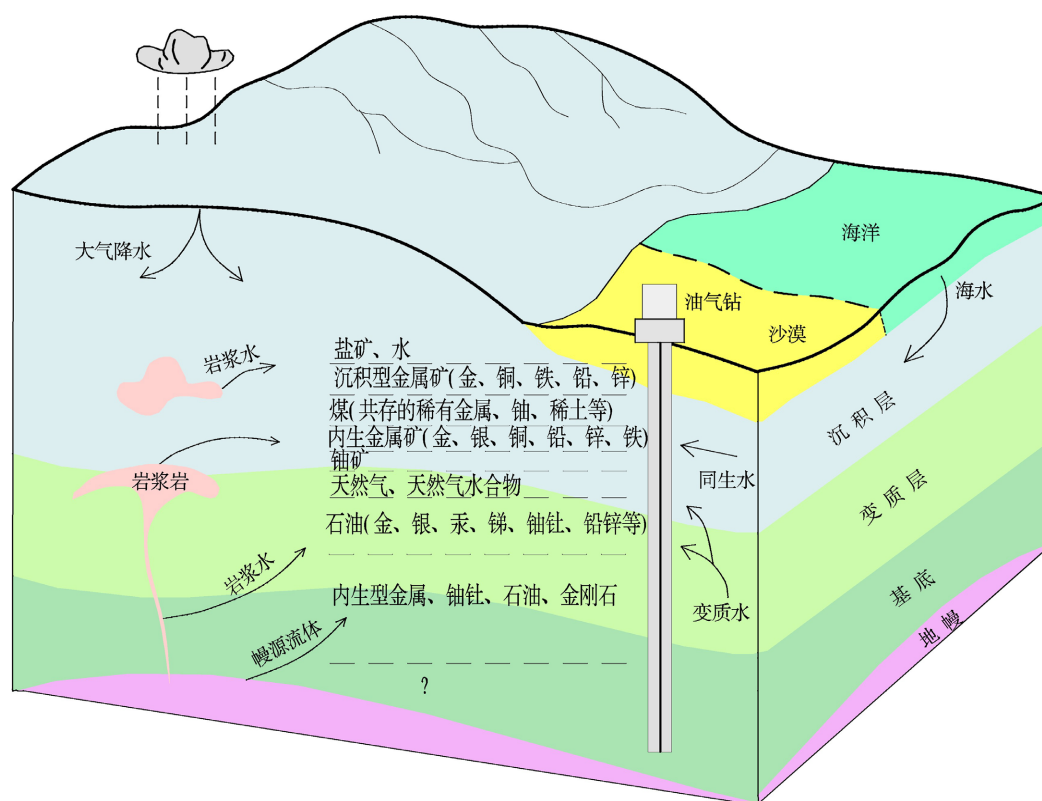 海洋
大气降水
海水
油气钻
沙漠
盐矿、水
岩浆水
沉积型金属矿(金、铜、铁、铅、锌)
煤(共存的稀有金属、铀、稀土等)
沉积层
内生金属矿(金、银、铜、铅、锌、铁)
铀矿
岩浆岩
天然气、天然气水合物
同生水
变质层
石油(金、银、汞、锑、铀钍、铅锌等)
岩浆水
内生型金属、铀钍、石油、金刚石
变质水
基底
地幔
幔源流体
?